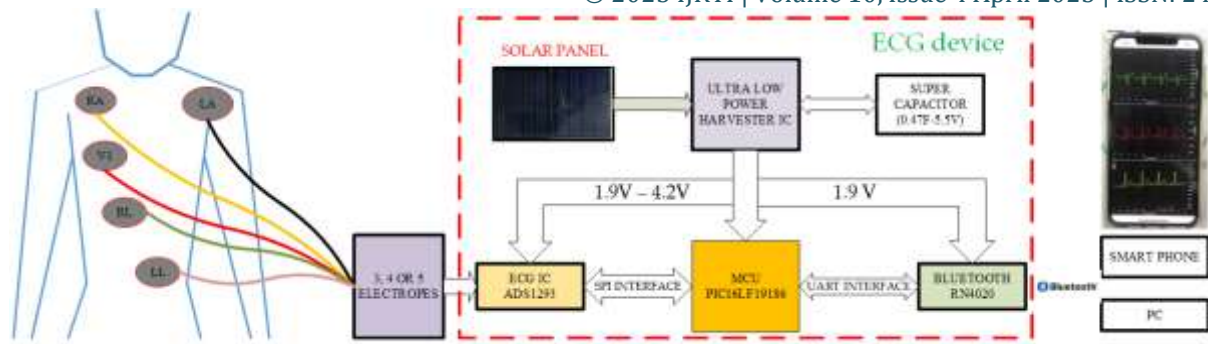 SOLAR PANEL
ECG device
ULTRA LOW
POWER
HARVESTER IC
SUPER
CAPACITOR
(0.47F-5.5V)
RA
LA
V1
RL
LL
1.9V – 4.2V
1.9 V
3, 4 OR 5
ELECTROPES
ECG IC
ADS1293
SPI INTERFACE
MCU
PIC16LF19186
UART INTERFACE
BLUETOOTH
RN4020
Bluetooth
SMART PHONE
PC